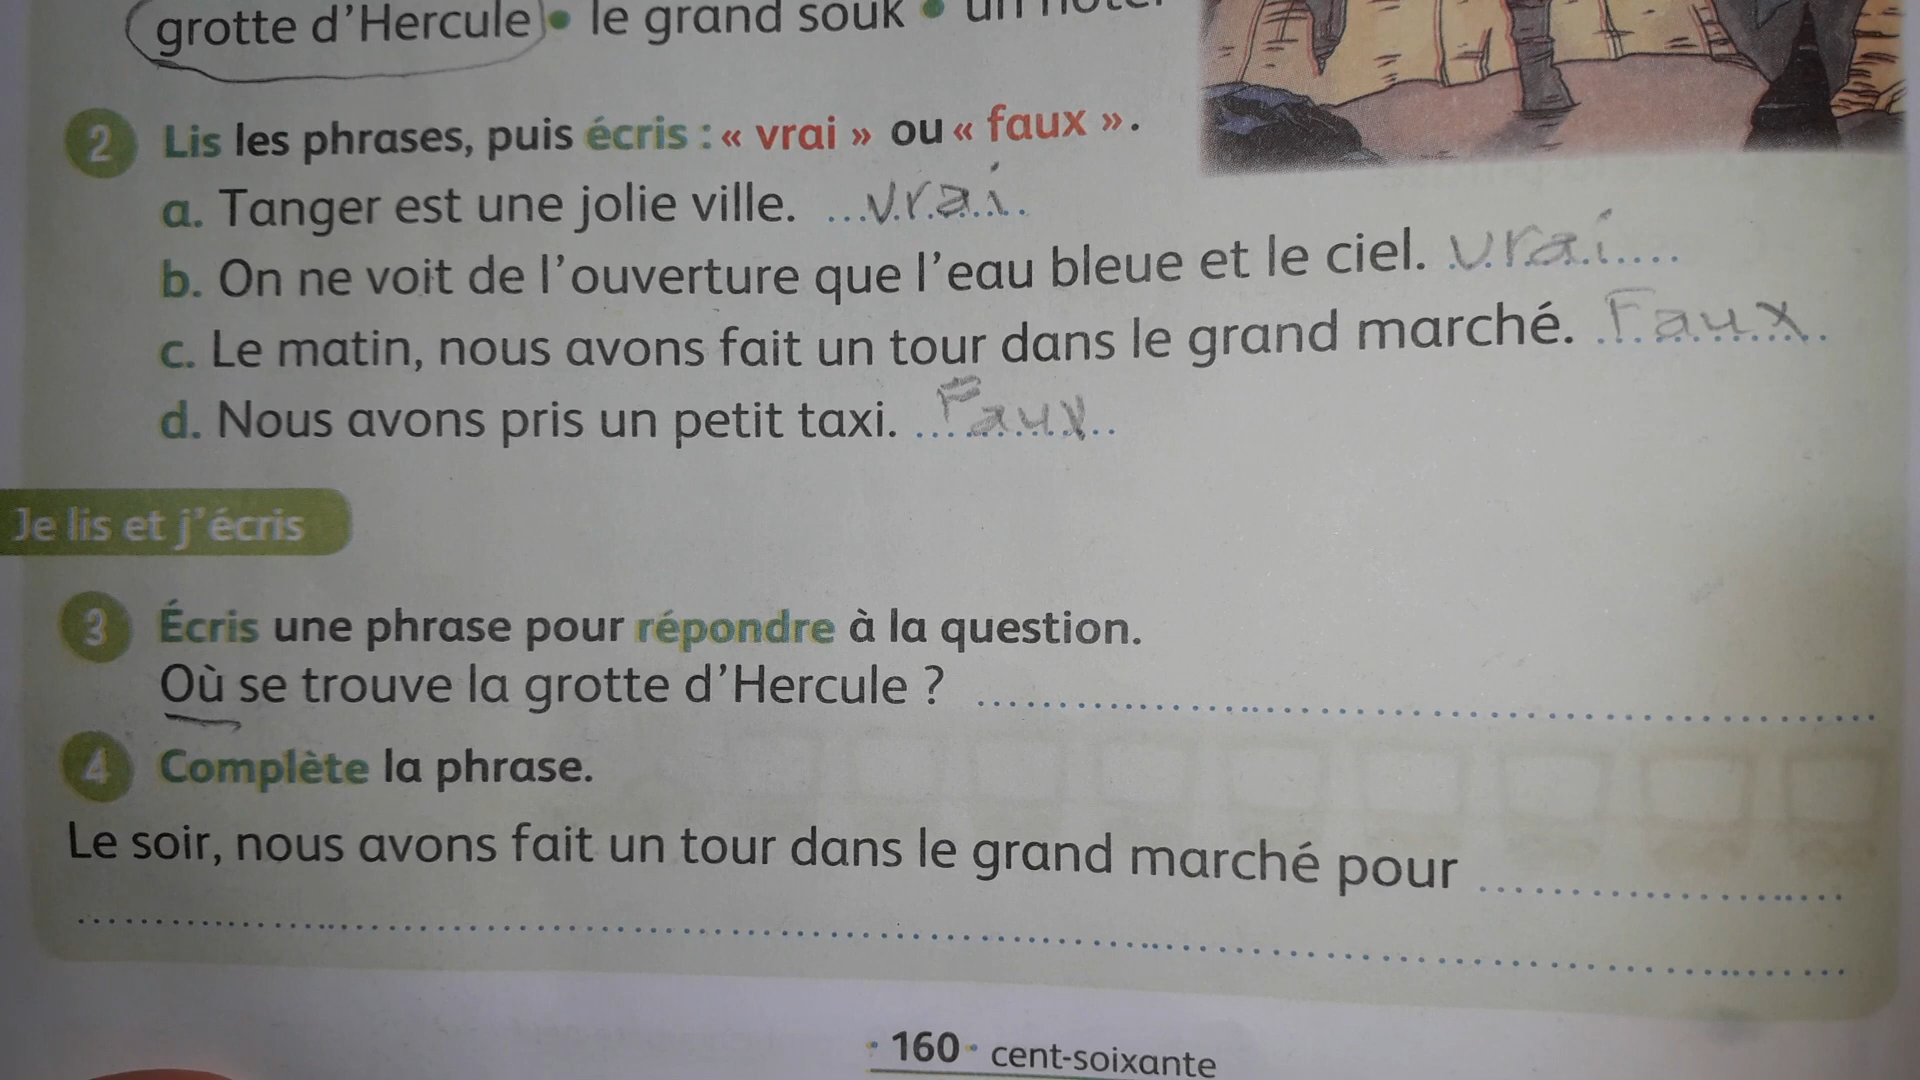 grotte d'Hercule • le grand souk • un
2 Lis les phrases, puis écris : « vrai » ou « faux ».
a. Tanger est une jolie ville. ...vrai...
b. On ne voit de l'ouverture que l'eau bleue et le ciel. vrai.....
c. Le matin, nous avons fait un tour dans le grand marché. ..Faux..
d. Nous avons pris un petit taxi. ...Faux...
Je lis et j'écris
3 Écris une phrase pour répondre à la question.
Où se trouve la grotte d'Hercule ? ..........
4 Complète la phrase.
Le soir, nous avons fait un tour dans le grand marché pour ..........
• 160 • cent-soixante